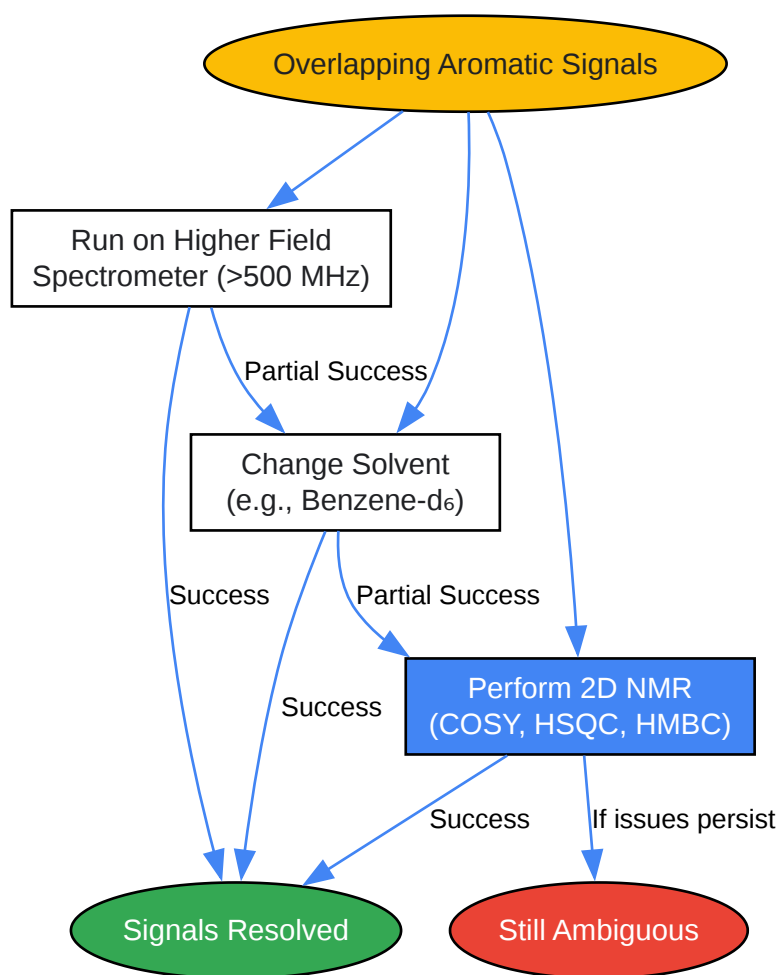 Overlapping Aromatic Signals
Run on Higher Field
Spectrometer (>500 MHz)
Partial Success
Change Solvent
(e.g., Benzene-d₆)
Success
Partial Success
Perform 2D NMR
(COSY, HSQC, HMBC)
Success
Success
If issues persist
Signals Resolved
Still Ambiguous